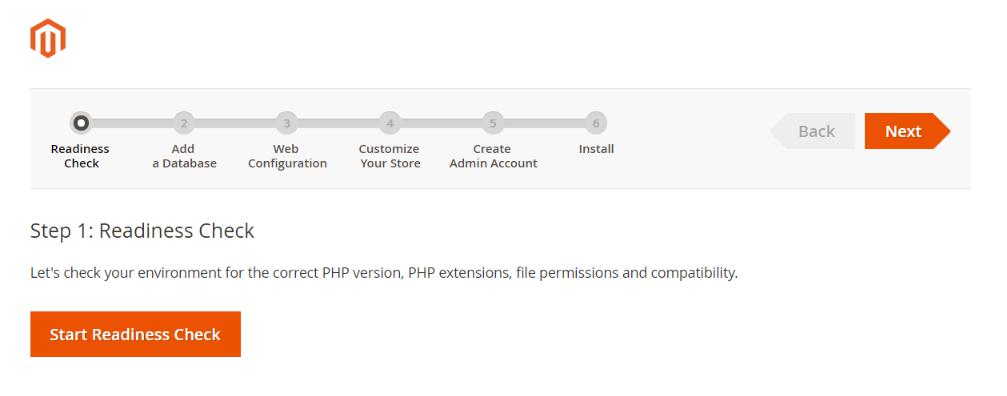 2 3 4 5 6
Readiness Check
Add a Database
Web Configuration
Customize Your Store
Create Admin Account
Install
Back
Next
Step 1: Readiness Check
Let's check your environment for the correct PHP version, PHP extensions, file permissions and compatibility.
Start Readiness Check